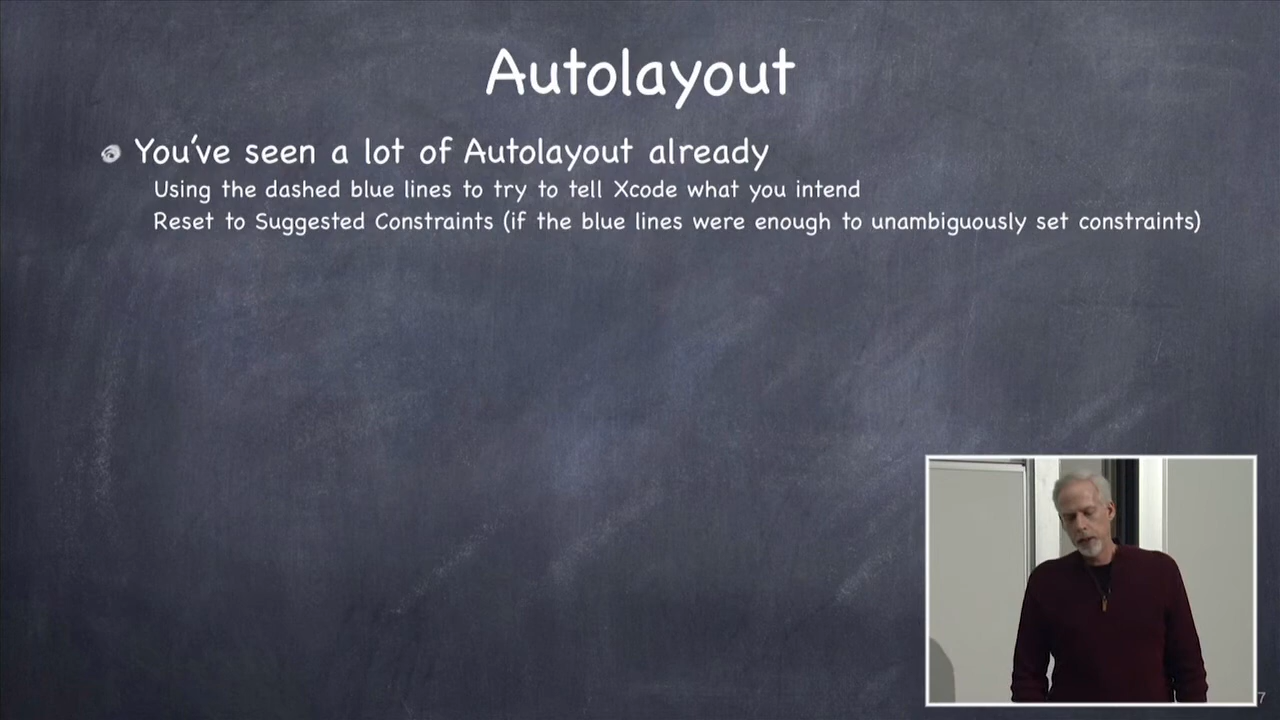 Autolayout
You've seen a lot of Autolayout already
Using the dashed blue lines to try to tell Xcode what you intend
Reset to Suggested Constraints (if the blue lines were enough to unambiguously set constraints)
7